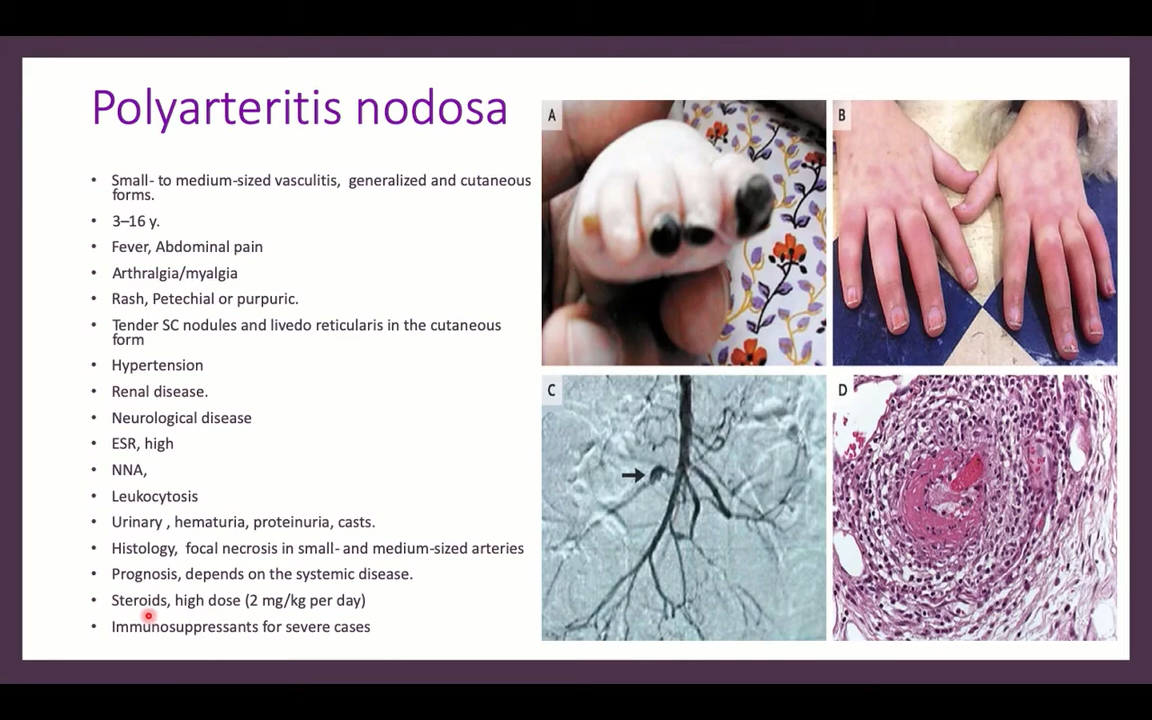 Polyarteritis nodosa
• Small- to medium-sized vasculitis, generalized and cutaneous
forms.
• 3–16 y.
• Fever, Abdominal pain
• Arthralgia/myalgia
• Rash, Petechial or purpuric.
• Tender SC nodules and livedo reticularis in the cutaneous
form
• Hypertension
• Renal disease.
• Neurological disease
• ESR, high
• NNA,
• Leukocytosis
• Urinary , hematuria, proteinuria, casts.
• Histology, focal necrosis in small- and medium-sized arteries
• Prognosis, depends on the systemic disease.
• Steroids, high dose (2 mg/kg per day)
• Immunosuppressants for severe cases
A
B
C
D